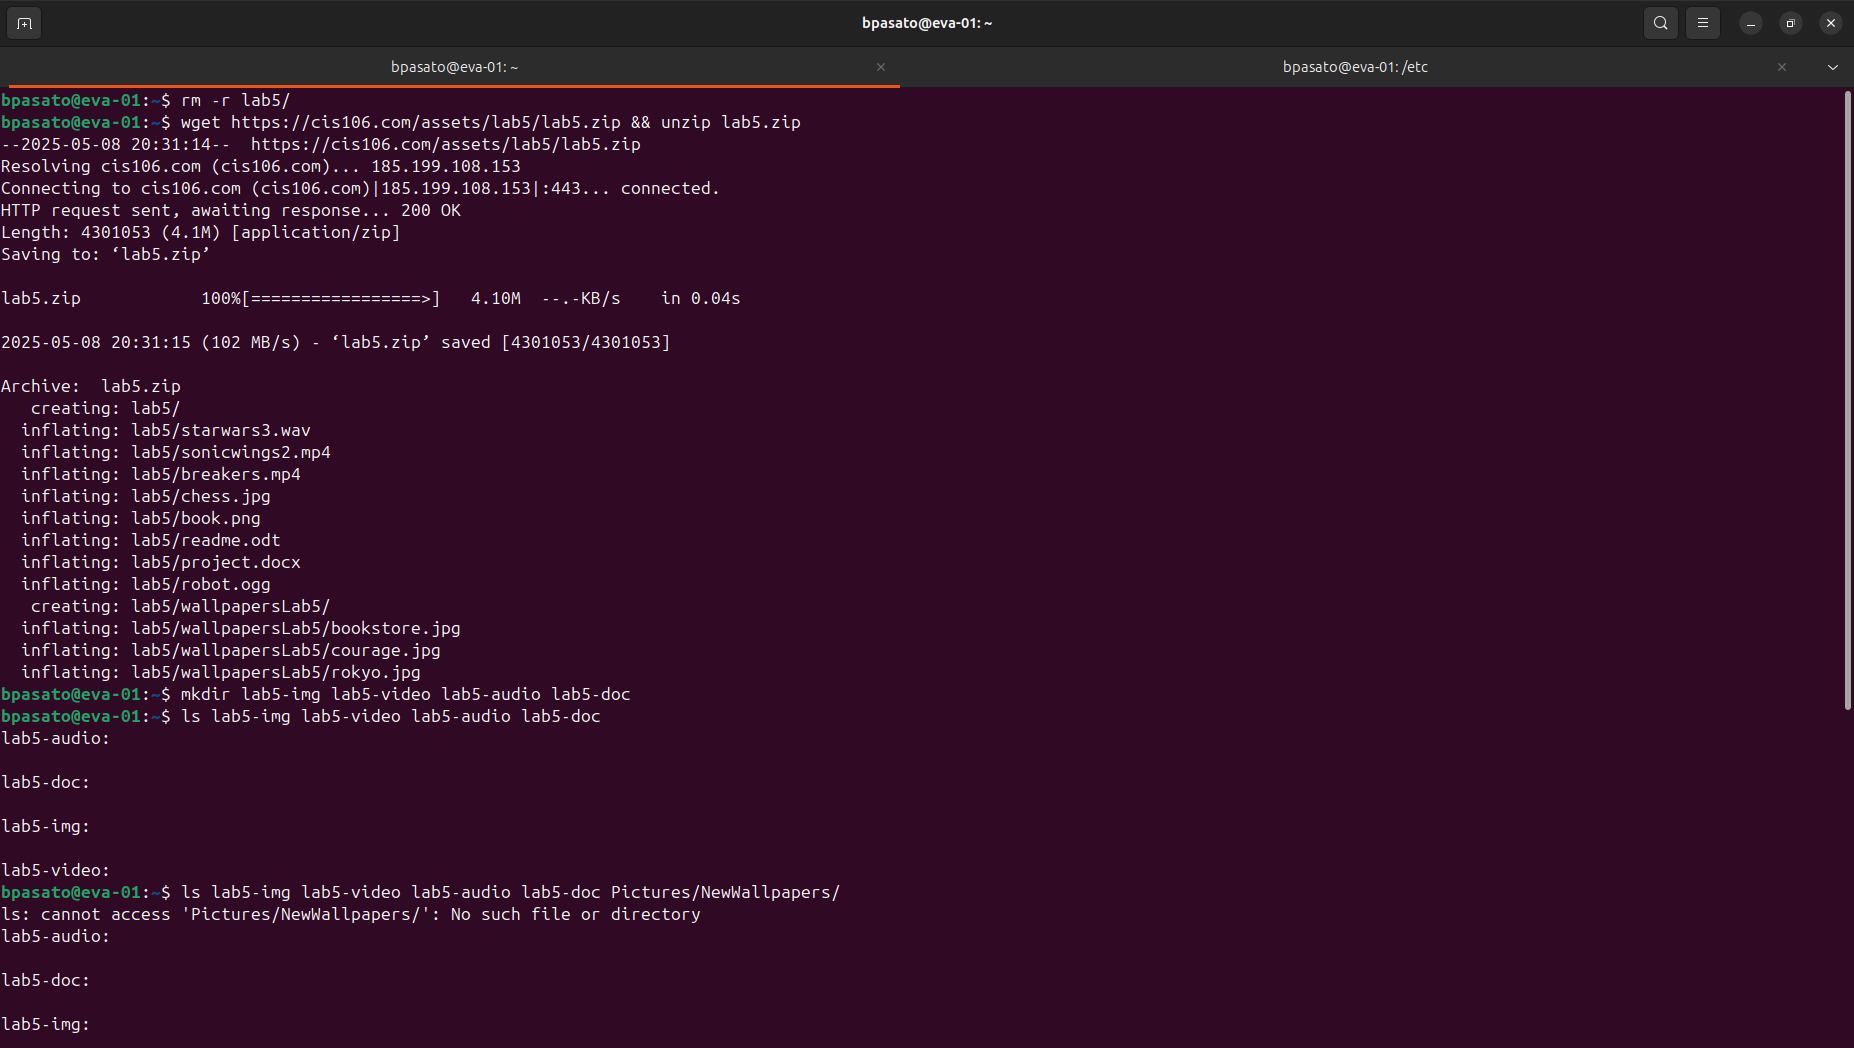 bpasato@eva-01: ~
bpasato@eva-01: ~
bpasato@eva-01: /etc
bpasato@eva-01:~$ rm -r lab5/
bpasato@eva-01:~$ wget https://cis106.com/assets/lab5/lab5.zip && unzip lab5.zip
--2025-05-08 20:31:14--  https://cis106.com/assets/lab5/lab5.zip
Resolving cis106.com (cis106.com)... 185.199.108.153
Connecting to cis106.com (cis106.com)|185.199.108.153|:443... connected.
HTTP request sent, awaiting response... 200 OK
Length: 4301053 (4.1M) [application/zip]
Saving to: ‘lab5.zip’
lab5.zip            100%[=================>]   4.10M  --.-KB/s    in 0.04s
2025-05-08 20:31:15 (102 MB/s) - ‘lab5.zip’ saved [4301053/4301053]
Archive:  lab5.zip
   creating: lab5/
  inflating: lab5/starwars3.wav
  inflating: lab5/sonicwings2.mp4
  inflating: lab5/breakers.mp4
  inflating: lab5/chess.jpg
  inflating: lab5/book.png
  inflating: lab5/readme.odt
  inflating: lab5/project.docx
  inflating: lab5/robot.ogg
   creating: lab5/wallpapersLab5/
  inflating: lab5/wallpapersLab5/bookstore.jpg
  inflating: lab5/wallpapersLab5/courage.jpg
  inflating: lab5/wallpapersLab5/rokyo.jpg
bpasato@eva-01:~$ mkdir lab5-img lab5-video lab5-audio lab5-doc
bpasato@eva-01:~$ ls lab5-img lab5-video lab5-audio lab5-doc
lab5-audio:
lab5-doc:
lab5-img:
lab5-video:
bpasato@eva-01:~$ ls lab5-img lab5-video lab5-audio lab5-doc Pictures/NewWallpapers/
ls: cannot access 'Pictures/NewWallpapers/': No such file or directory
lab5-audio:
lab5-doc:
lab5-img: